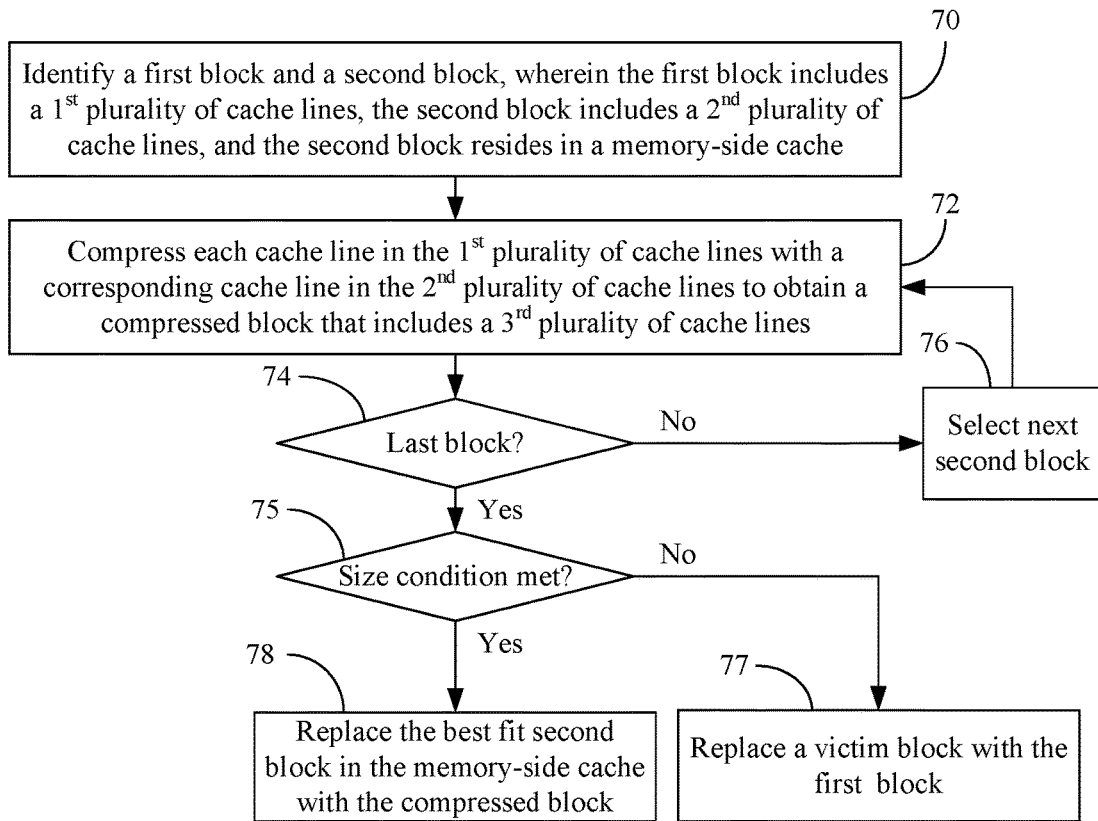 70
Identify a first block and a second block, wherein the first block includes
a 1st plurality of cache lines, the second block includes a 2nd plurality of
cache lines, and the second block resides in a memory-side cache
72
Compress each cache line in the 1st plurality of cache lines with a
corresponding cache line in the 2nd plurality of cache lines to obtain a
compressed block that includes a 3rd plurality of cache lines
74
Last block?
No
76
Select next
second block
Yes
75
Size condition met?
No
Yes
78
Replace the best fit second
block in the memory-side cache
with the compressed block
77
Replace a victim block with the
first block